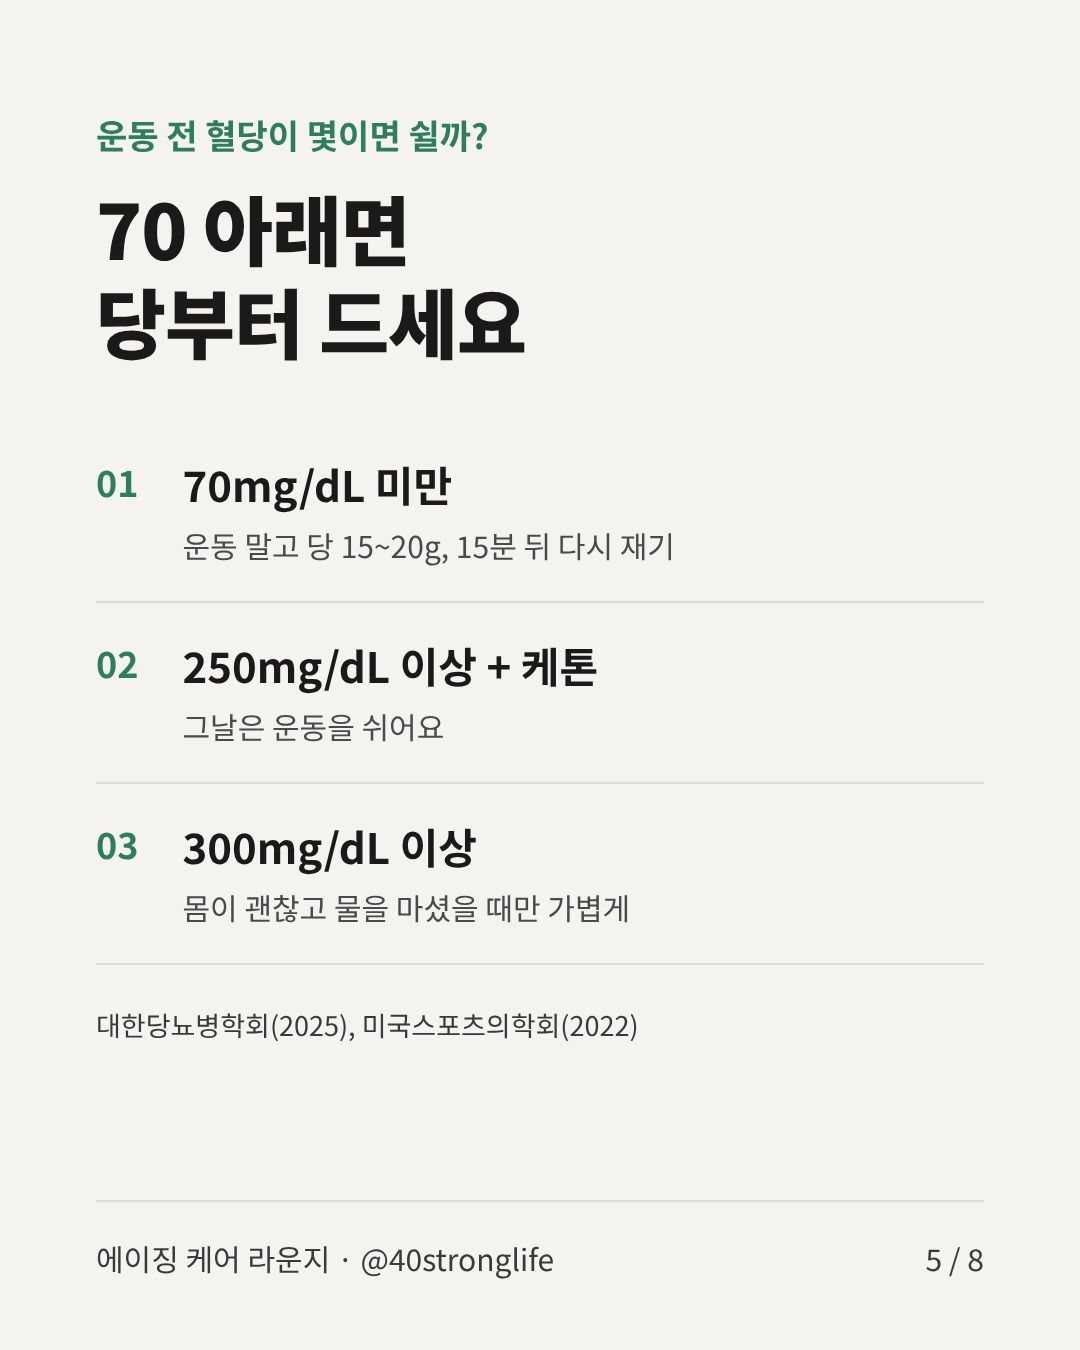 운동 전 혈당이 몇이면 쉴까?
70 아래면
당부터 드세요
01 70mg/dL 미만
운동 말고 당 15~20g, 15분 뒤 다시 재기
02 250mg/dL 이상 + 케톤
그날은 운동을 쉬어요
03 300mg/dL 이상
몸이 괜찮고 물을 마셨을 때만 가볍게
대한당뇨병학회(2025), 미국스포츠의학회(2022)
에이징 케어 라운지 · @40stronglife 5 / 8